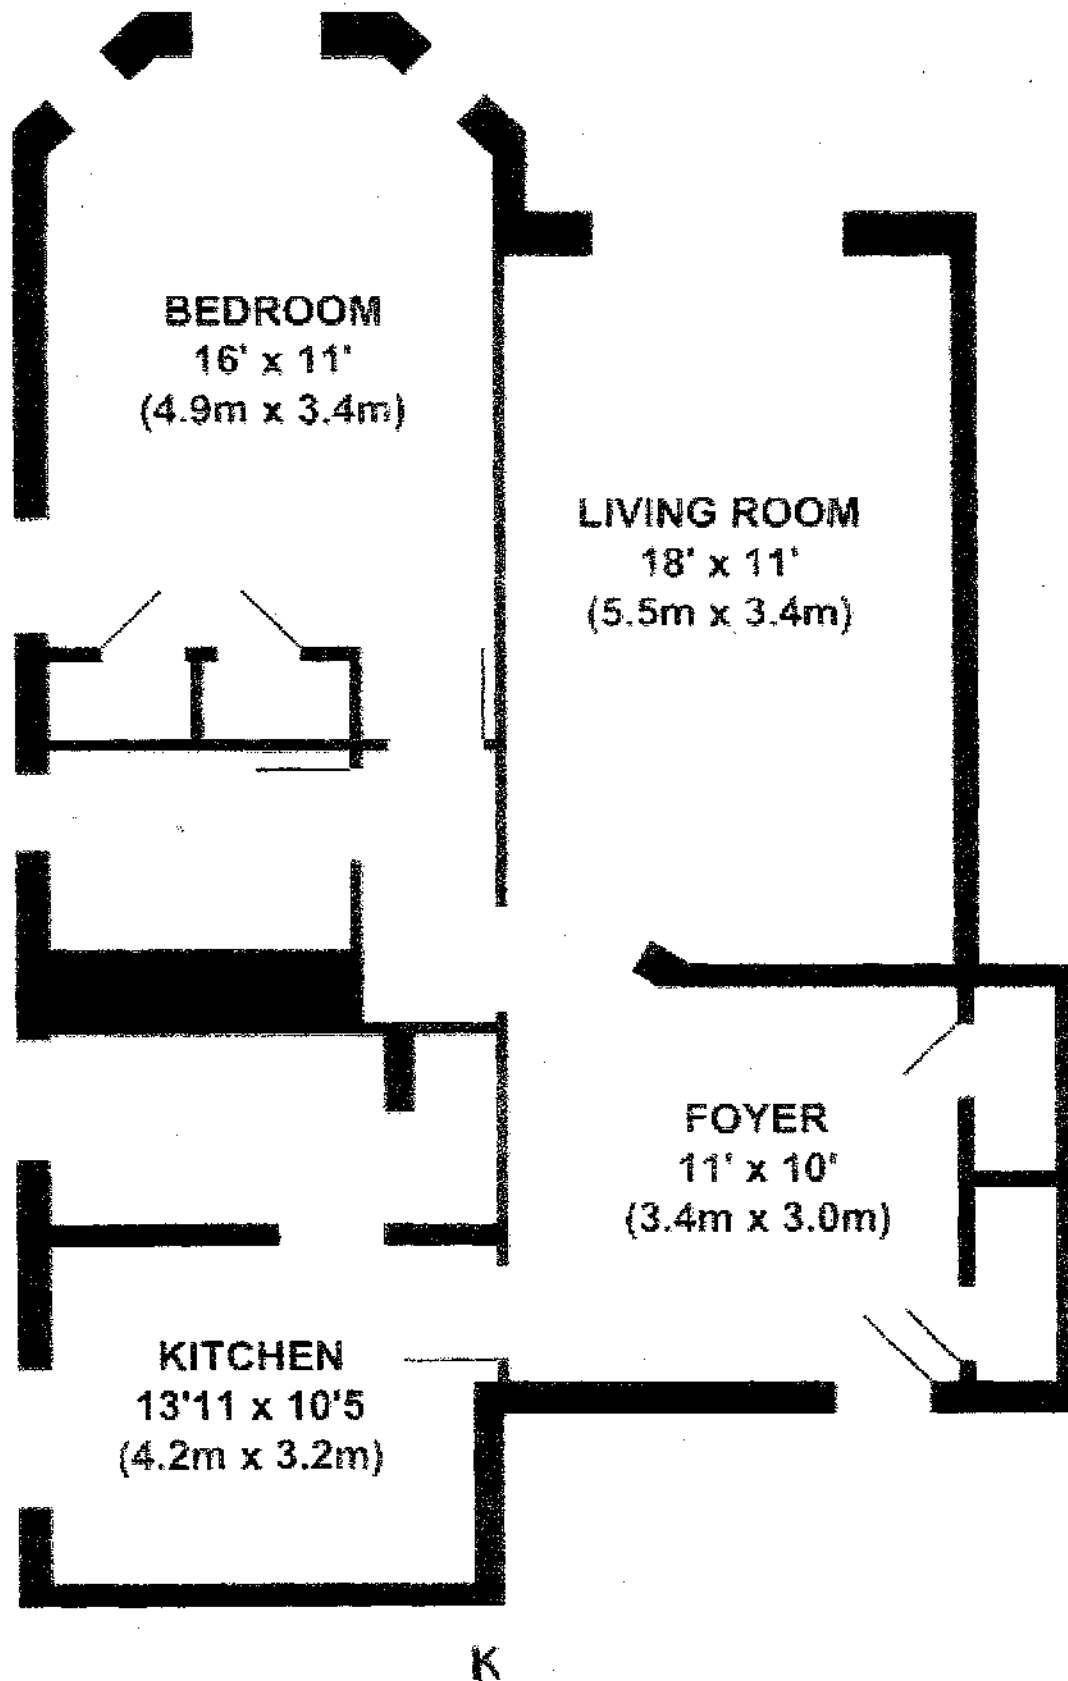 BEDROOM
16' x 11'
(4.9m x 3.4m)
LIVING ROOM
18' x 11'
(5.5m x 3.4m)
FOYER
11' x 10'
(3.4m x 3.0m)
KITCHEN
13'11 x 10'5
(4.2m x 3.2m)
K